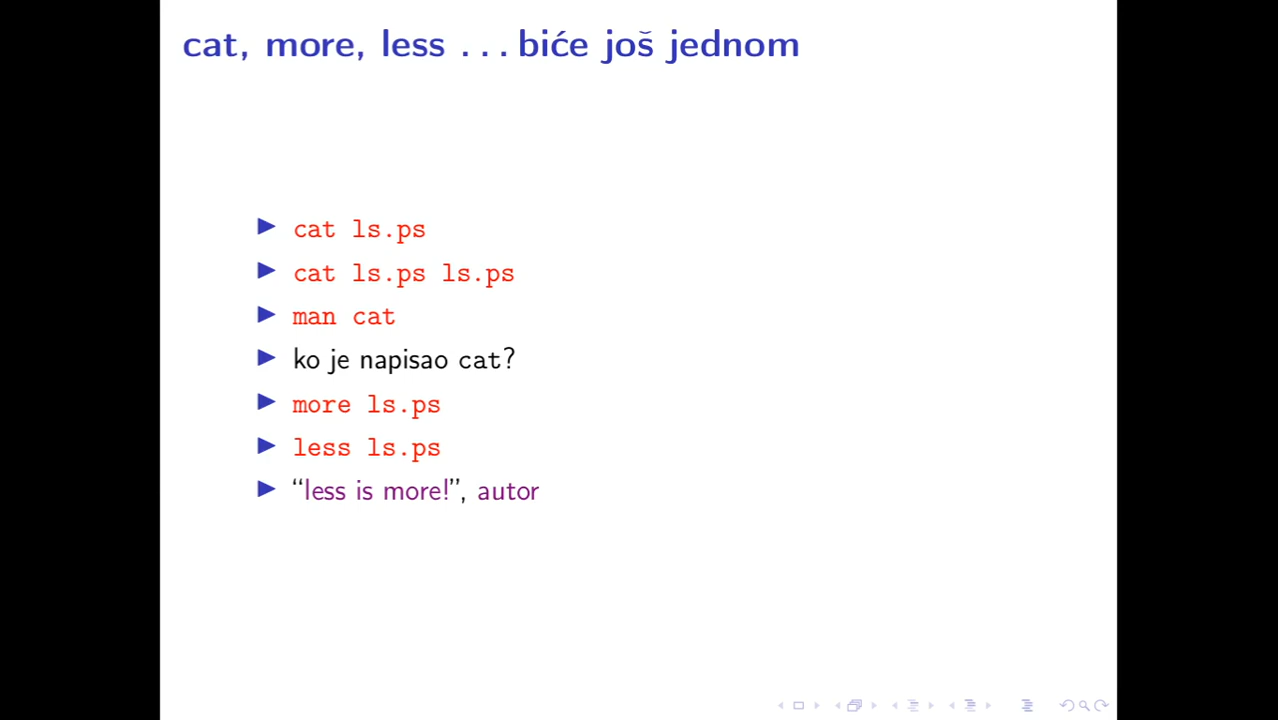 cat, more, less . . . biće još jednom
cat ls.ps
cat ls.ps ls.ps
man cat
ko je napisao cat?
more ls.ps
less ls.ps
“less is more!”, autor